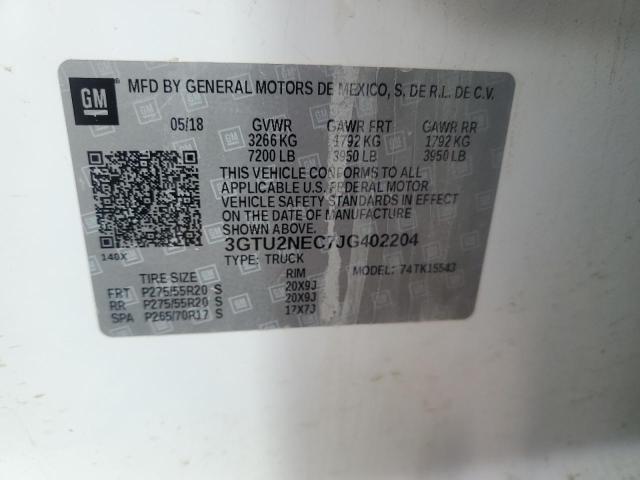 GM
MFD BY GENERAL MOTORS DE MEXICO, S. DE R.L. DE C.V.
05/18 GVWR GAWR FRT GAWR RR
3266 KG 1792 KG 1792 KG
7200 LB 3950 LB 3950 LB
THIS VEHICLE CONFORMS TO ALL
APPLICABLE U.S. FEDERAL MOTOR
VEHICLE SAFETY STANDARDS IN EFFECT
ON THE DATE OF MANUFACTURE
SHOWN ABOVE.
3GTU2NEC7JG402204
148X
TYPE: TRUCK MODEL: 74TK15543
TIRE SIZE RIM
FRT P275/55R20 S 20X9J
RR P275/55R20 S 20X9J
SPA P265/70R17 S 17X7J